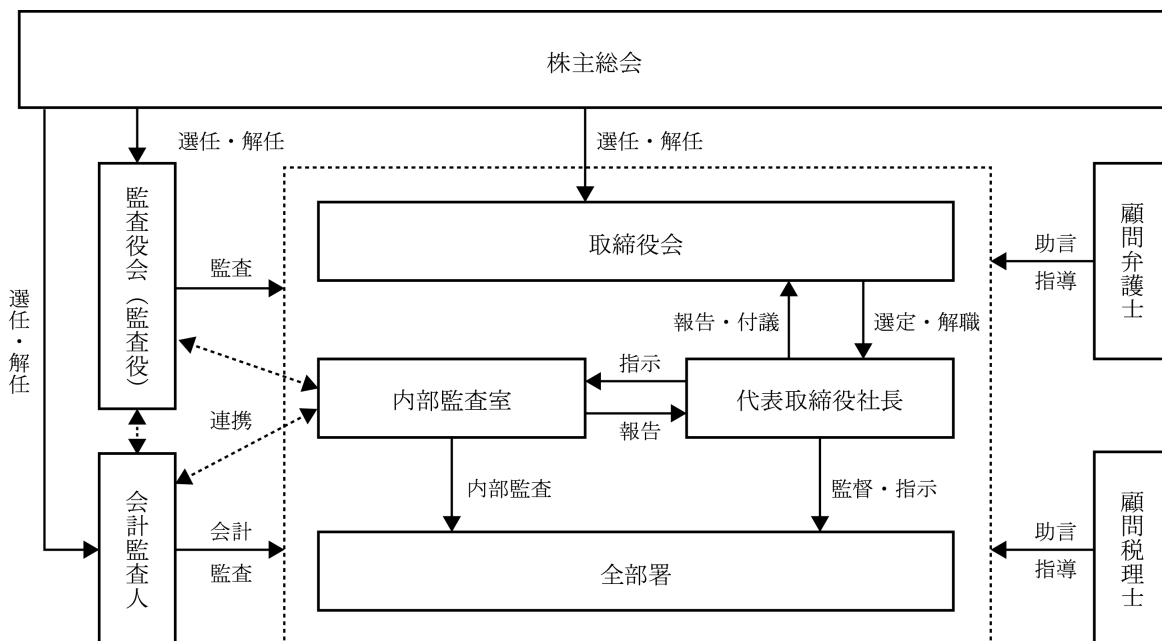 株主総会
選任・解任
選任・解任
選任・解任
監査役会（監査役）
監査
取締役会
顧問弁護士
助言
指導
報告・付議
選定・解職
内部監査室
指示
報告
代表取締役社長
連携
内部監査
監督・指示
会計監査人
会計
監査
全部署
顧問税理士
助言
指導